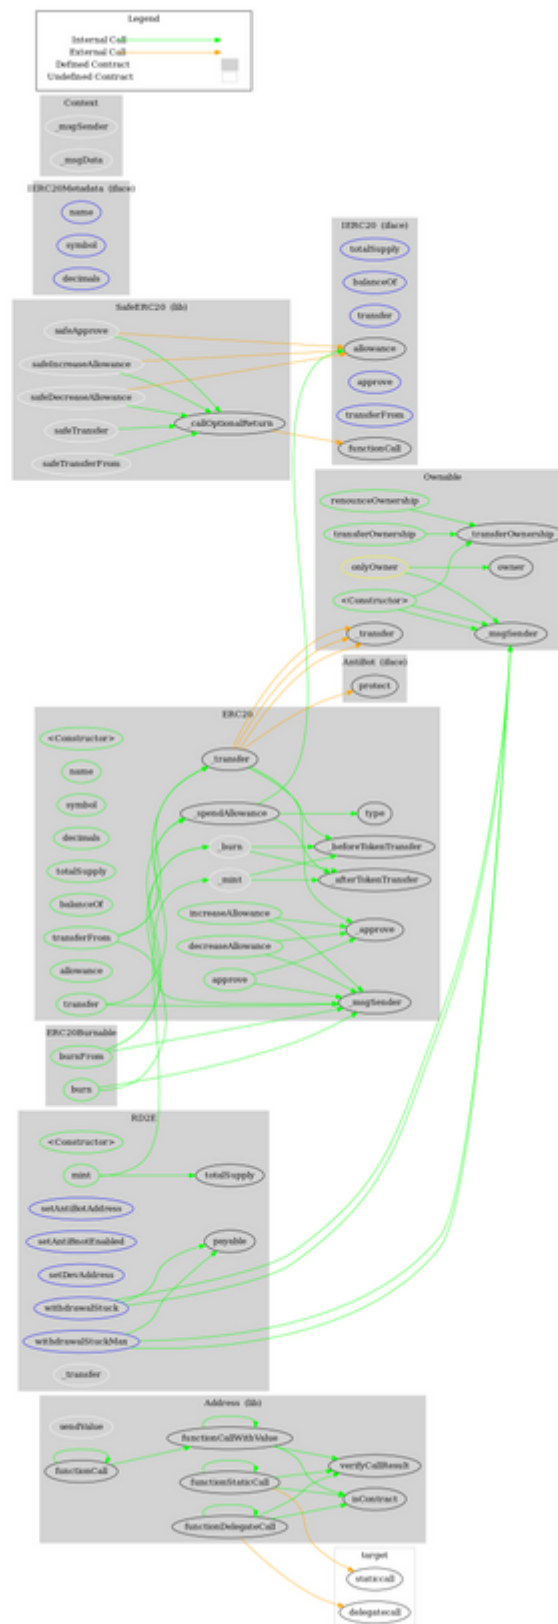 Legend
Internal Call
External Call
Defined Contract
Undefined Contract
Context
_msgSender
_msgData
IERC20Metadata (iface)
name
symbol
decimals
IERC20 (iface)
totalSupply
balanceOf
transfer
allowance
approve
transferFrom
functionCall
SafeERC20 (lib)
safeApprove
safeIncreaseAllowance
safeDecreaseAllowance
safeTransfer
safeTransferFrom
_callOptionalReturn
Ownable
renounceOwnership
transferOwnership
onlyOwner
<Constructor>
_transferOwnership
owner
_msgSender
_transfer
AntiBot (iface)
protect
ERC20
<Constructor>
name
symbol
decimals
totalSupply
balanceOf
transferFrom
allowance
transfer
_transfer
_spendAllowance
_burn
_mint
increaseAllowance
decreaseAllowance
approve
type
_beforeTokenTransfer
_afterTokenTransfer
_approve
_msgSender
ERC20Burnable
burnFrom
burn
RD2E
<Constructor>
mint
totalSupply
setAntiBotAddress
setAntiBnotEnabled
setDevAddress
withdrawalStuck
withdrawalStuckMax
payable
_transfer
Address (lib)
sendValue
functionCall
functionCallWithValue
functionStaticCall
functionDelegateCall
verifyCallResult
isContract
target
staticcall
delegatecall